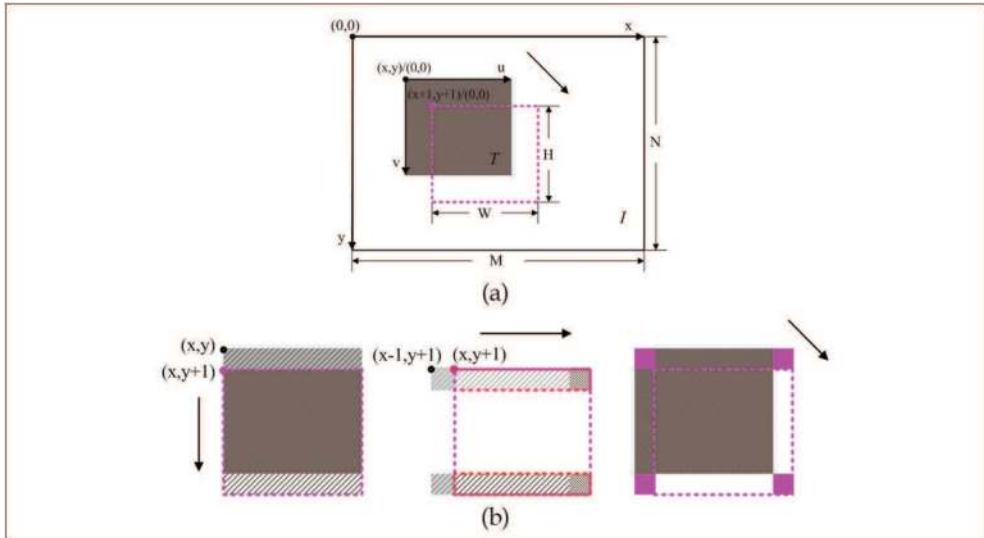 (0,0)
x
(x,y)/(0,0)
u
(x+1,y+1)/(0,0)
v
T
H
N
W
I
y
M
(a)
(x,y)
(x,y+1)
(x-1,y+1)
(x,y+1)
(b)